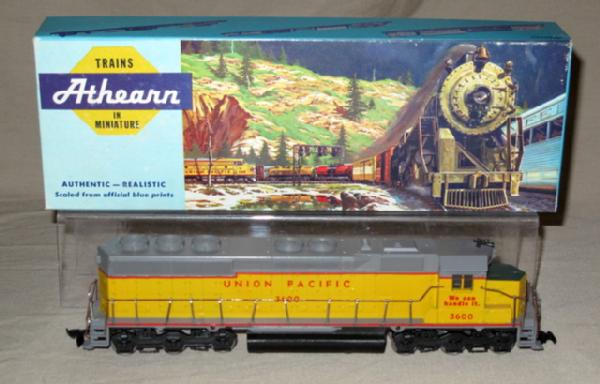 TRAINS
Athearn
IN
MINIATURE
AUTHENTIC — REALISTIC
Scaled from official blue prints
UNION PACIFIC
3600
We can
handle it.
3600